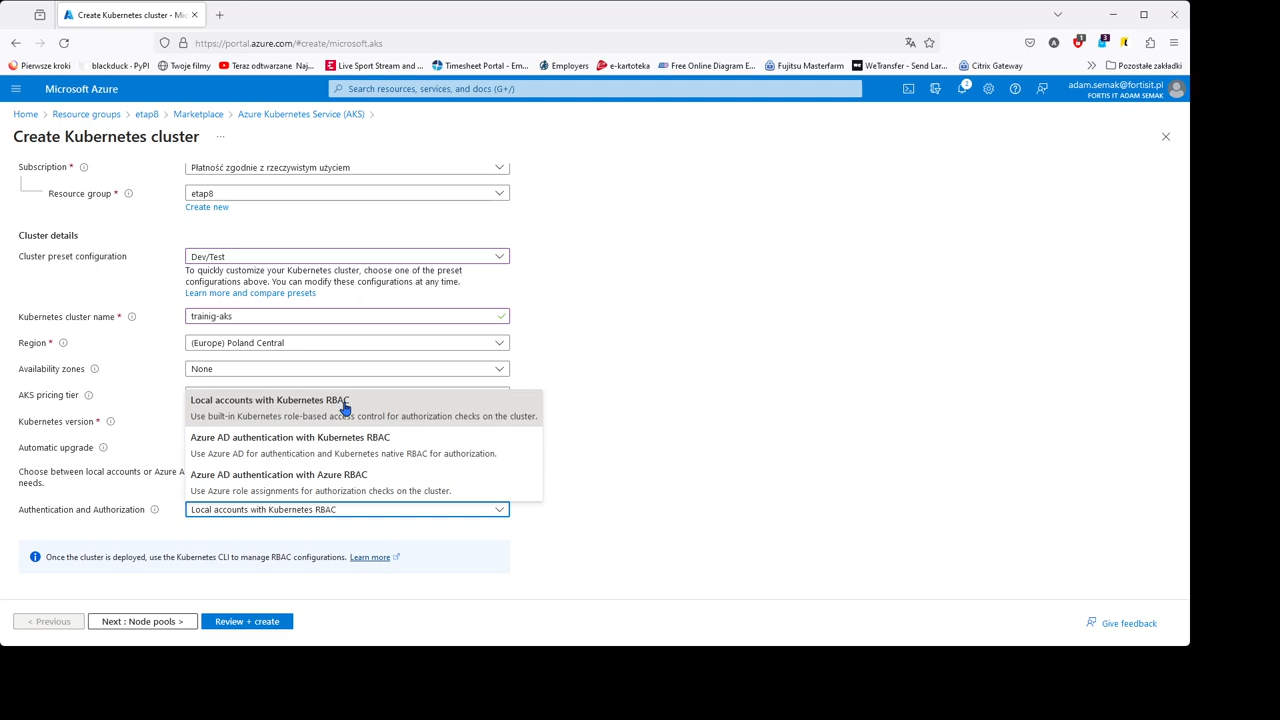 Create Kubernetes cluster - Mic
https://portal.azure.com/#create/microsoft.aks
1
3
Pierwsze kroki
blackduck · PyPI
Twoje filmy
Teraz odtwarzane Naj...
Live Sport Stream and ...
Timesheet Portal - Em...
Employers
e-kartoteka
Free Online Diagram E...
Fujitsu Masterfarm
WeTransfer - Send Lar...
Citrix Gateway
Pozostałe zakładki
Microsoft Azure
Search resources, services, and docs (G+/)
2
adam.semak@fortisit.pl
FORTIS IT ADAM SEMAK
Home > Resource groups > etap8 > Marketplace > Azure Kubernetes Service (AKS) >
Create Kubernetes cluster ...
Subscription *
Płatność zgodnie z rzeczywistym użyciem
Resource group *
etap8
Create new
Cluster details
Cluster preset configuration
Dev/Test
To quickly customize your Kubernetes cluster, choose one of the preset
configurations above. You can modify these configurations at any time.
Learn more and compare presets
Kubernetes cluster name *
trainig-aks
Region *
(Europe) Poland Central
Availability zones
None
AKS pricing tier
Kubernetes version *
Automatic upgrade
Local accounts with Kubernetes RBAC
Use built-in Kubernetes role-based access control for authorization checks on the cluster.
Azure AD authentication with Kubernetes RBAC
Use Azure AD for authentication and Kubernetes native RBAC for authorization.
Azure AD authentication with Azure RBAC
Use Azure role assignments for authorization checks on the cluster.
Choose between local accounts or Azure A
needs.
Authentication and Authorization
Local accounts with Kubernetes RBAC
Once the cluster is deployed, use the Kubernetes CLI to manage RBAC configurations. Learn more
< Previous
Next : Node pools >
Review + create
Give feedback